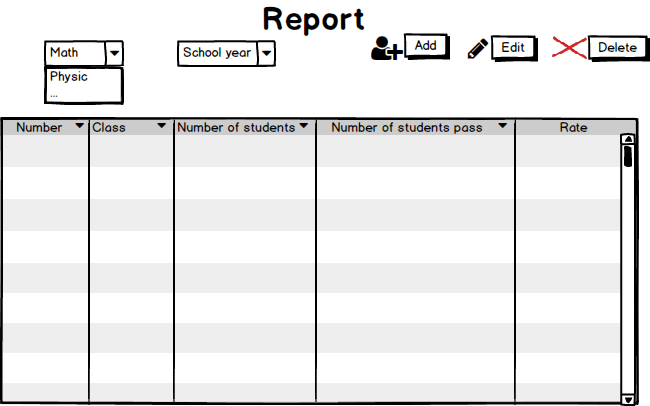 Report
Math
School year
Add
Edit
Delete
Physic
...
Number
Class
Number of students
Number of students pass
Rate